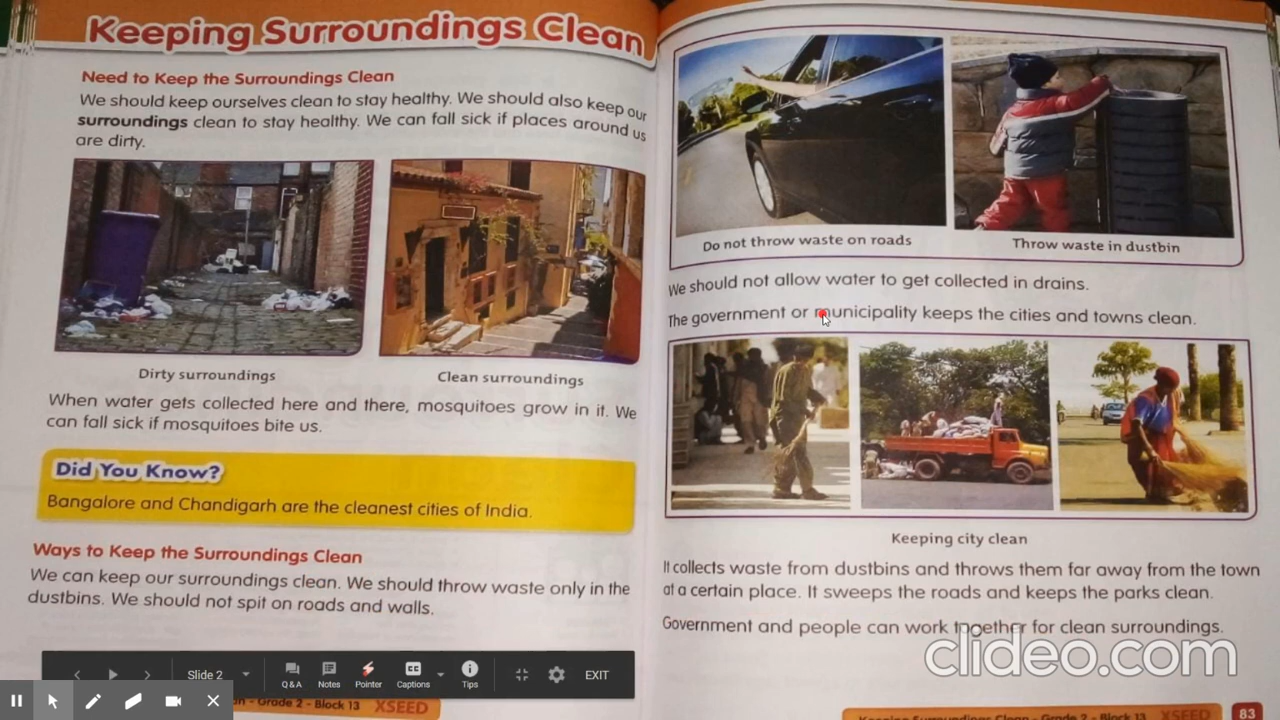 Keeping Surroundings Clean
Need to Keep the Surroundings Clean
We should keep ourselves clean to stay healthy. We should also keep our
surroundings clean to stay healthy. We can fall sick if places around us
are dirty.
Dirty surroundings
Clean surroundings
When water gets collected here and there, mosquitoes grow in it. We
can fall sick if mosquitoes bite us.
Did You Know?
Bangalore and Chandigarh are the cleanest cities of India.
Ways to Keep the Surroundings Clean
We can keep our surroundings clean. We should throw waste only in the
dustbins. We should not spit on roads and walls.
Slide 2
Q & A
Notes
Pointer
Captions
Tips
EXIT
- Grade 2 - Block 13 XSEED
Do not throw waste on roads
Throw waste in dustbin
We should not allow water to get collected in drains.
The government or municipality keeps the cities and towns clean.
Keeping city clean
It collects waste from dustbins and throws them far away from the town
at a certain place. It sweeps the roads and keeps the parks clean.
Government and people can work together for clean surroundings.
clideo.com
Keeping Surroundings Clean - Grade 2 - Block 13 XSEED 83